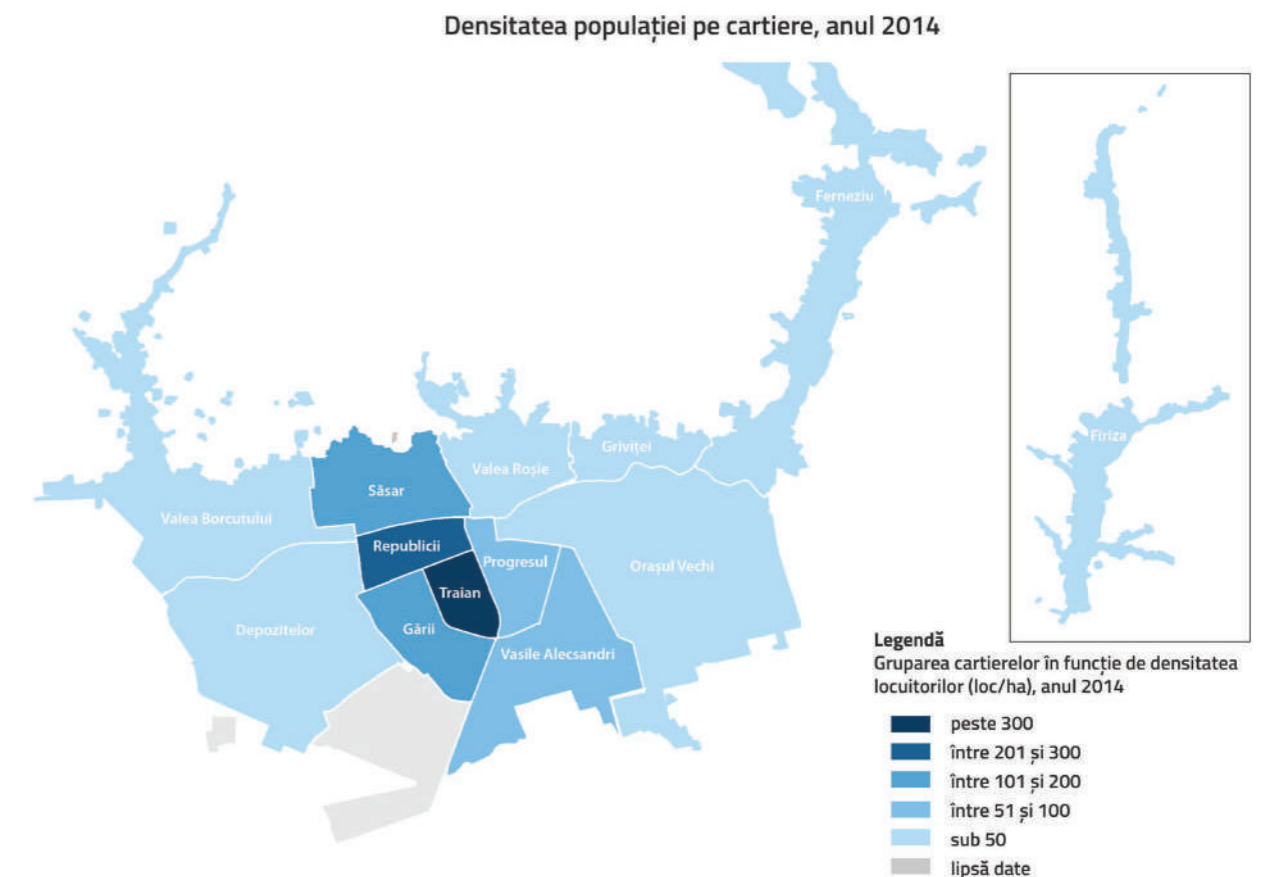 Densitatea populației pe cartiere, anul 2014
Ferneziu
Firiza
Grivței
Valea Roșie
Săsar
Valea Borcutului
Republicii
Progresul
Orașul Vechi
Traian
Depozitelor
Gării
Vasile Alecsandri
Legendă
Gruparea cartierelor în funcție de densitatea
locuitorilor (loc/ha), anul 2014
peste 300
între 201 și 300
între 101 și 200
între 51 și 100
sub 50
lipsă date